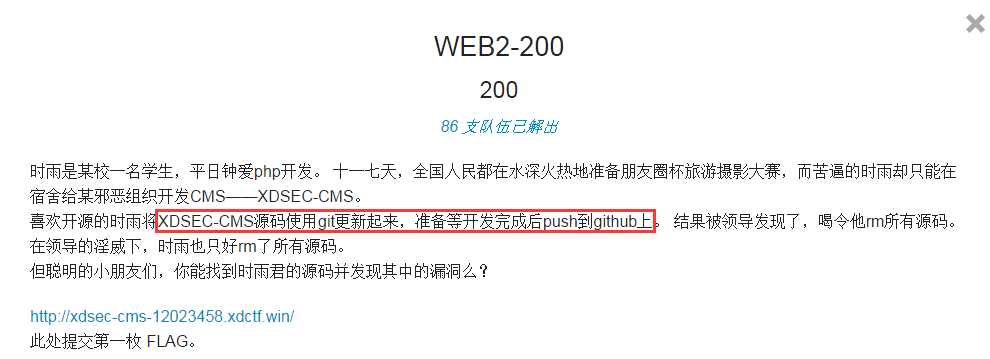 WEB2-200
200
86 支队伍已解出
时雨是某校一名学生，平日钟爱php开发。 十一七天，全国人民都在水深火热地准备朋友圈杯旅游摄影大赛，而苦逼的时雨却只能在
宿舍给某邪恶组织开发CMS——XDSEC-CMS。
喜欢开源的时雨将XDSEC-CMS源码使用git更新起来，准备等开发完成后push到github上。 结果被领导发现了，喝令他rm所有源码。
在领导的淫威下，时雨也只好rm了所有源码。
但聪明的小朋友们，你能找到时雨君的源码并发现其中的漏洞么？
http://xdsec-cms-12023458.xdctf.win/
此处提交第一枚 FLAG。